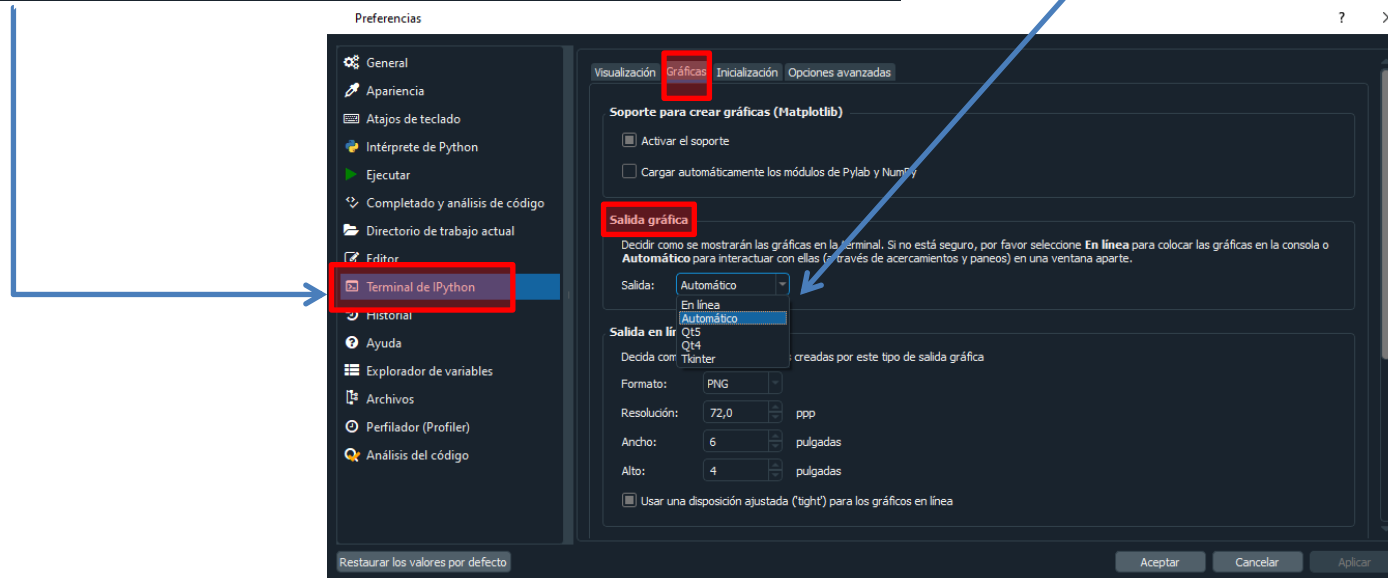 Preferencias
?
General
Apariencia
Atajos de teclado
Intérprete de Python
Ejecutar
Completado y análisis de código
Directorio de trabajo actual
Editor
Terminal de IPython
Historial
Ayuda
Explorador de variables
Archivos
Perfilador (Profiler)
Análisis del código
Visualización Gráficas Inicialización Opciones avanzadas
Soporte para crear gráficas (Matplotlib)
Activar el soporte
Cargar automáticamente los módulos de Pylab y NumPy
Salida gráfica
Decidir como se mostrarán las gráficas en la terminal. Si no está seguro, por favor seleccione En línea para colocar las gráficas en la consola o
Automático para interactuar con ellas (a través de acercamientos y paneos) en una ventana aparte.
Salida: Automático
En línea
Automático
Qt5
Qt4
Tkinter
Salida en
Decida creadas por este tipo de salida gráfica
Formato: PNG
Resolución: 72,0 ppp
Ancho: 6 pulgadas
Alto: 4 pulgadas
Usar una disposición ajustada ('tight') para los gráficos en línea
Restaurar los valores por defecto
Aceptar Cancelar Aplicar